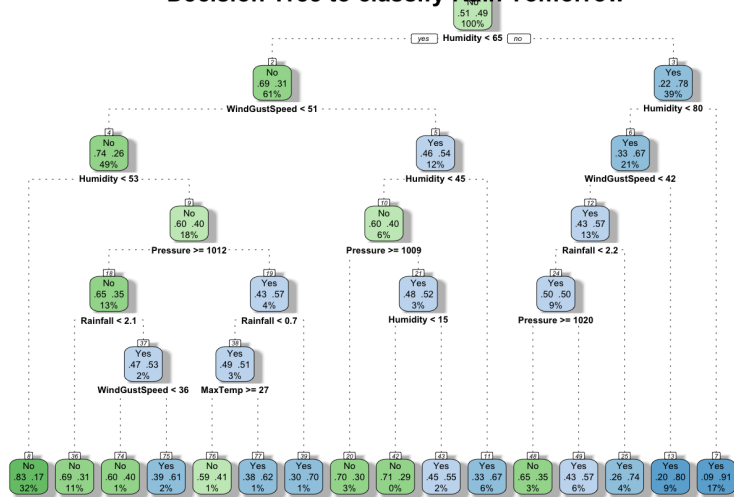 Decision Tree to classify Rain Tomorrow
No
.51 .49
100%
yes Humidity < 65 no
2
No
.69 .31
61%
WindGustSpeed < 51
3
Yes
.22 .78
39%
Humidity < 80
4
No
.74 .26
49%
Humidity < 53
5
Yes
.46 .54
12%
Humidity < 45
6
Yes
.33 .67
21%
WindGustSpeed < 42
9
No
.60 .40
18%
Pressure >= 1012
10
No
.60 .40
6%
Pressure >= 1009
12
Yes
.43 .57
13%
Rainfall < 2.2
18
No
.65 .35
13%
Rainfall < 2.1
19
Yes
.43 .57
4%
Rainfall < 0.7
21
Yes
.48 .52
3%
Humidity < 15
24
Yes
.50 .50
9%
Pressure >= 1020
37
Yes
.47 .53
2%
WindGustSpeed < 36
38
Yes
.49 .51
3%
MaxTemp >= 27
8
No
.83 .17
32%
36
No
.69 .31
11%
74
No
.60 .40
1%
75
Yes
.39 .61
2%
76
No
.59 .41
1%
77
Yes
.38 .62
1%
39
Yes
.30 .70
1%
20
No
.70 .30
3%
42
No
.71 .29
0%
43
Yes
.45 .55
2%
11
Yes
.33 .67
6%
48
No
.65 .35
3%
49
Yes
.43 .57
6%
25
Yes
.26 .74
4%
13
Yes
.20 .80
9%
7
Yes
.09 .91
17%